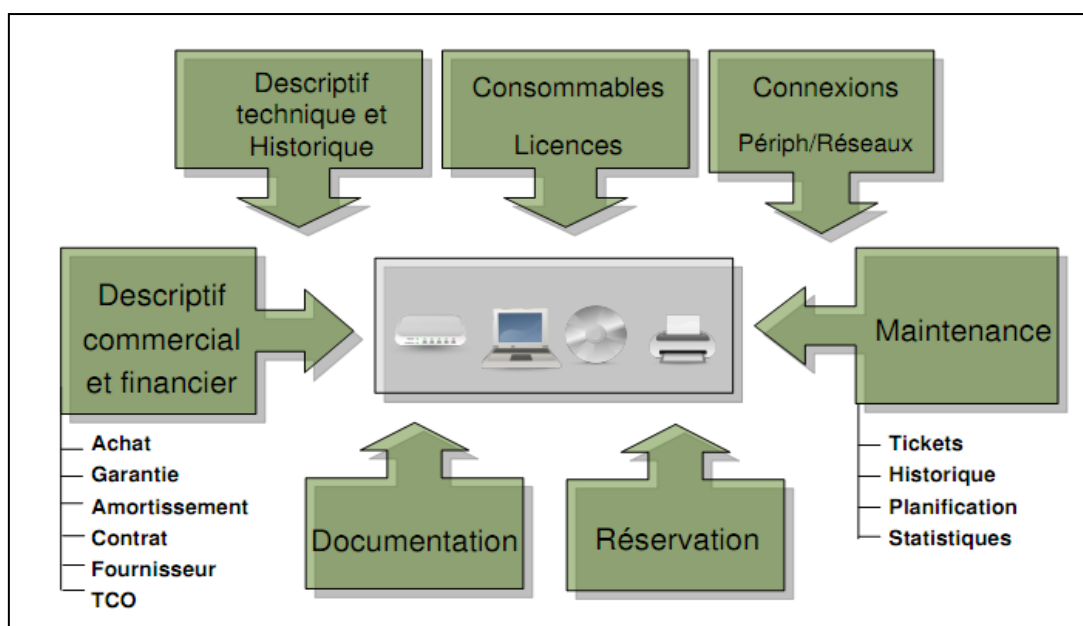 Descriptif
technique et
Historique
Consommables
Licences
Connexions
Périph/Réseaux
Descriptif
commercial
et financier
Maintenance
Achat
Garantie
Amortissement
Contrat
Fournisseur
TCO
Documentation
Réservation
Tickets
Historique
Planification
Statistiques